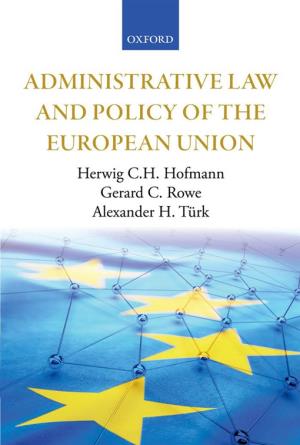 OXFORD
ADMINISTRATIVE LAW
AND POLICY OF THE
EUROPEAN UNION
Herwig C.H. Hofmann
Gerard C. Rowe
Alexander H. Türk